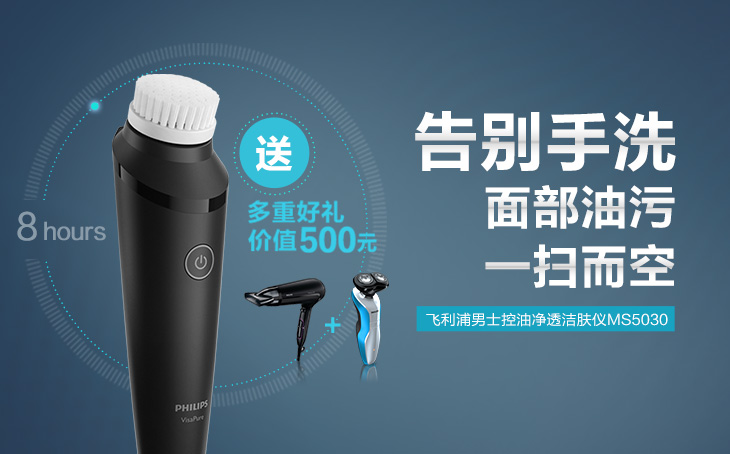 告别手洗
面部油污
一扫而空
飞利浦男士控油净透洁肤仪MS5030
送
多重好礼
价值500元
+
8 hours
PHILIPS
VisaPure